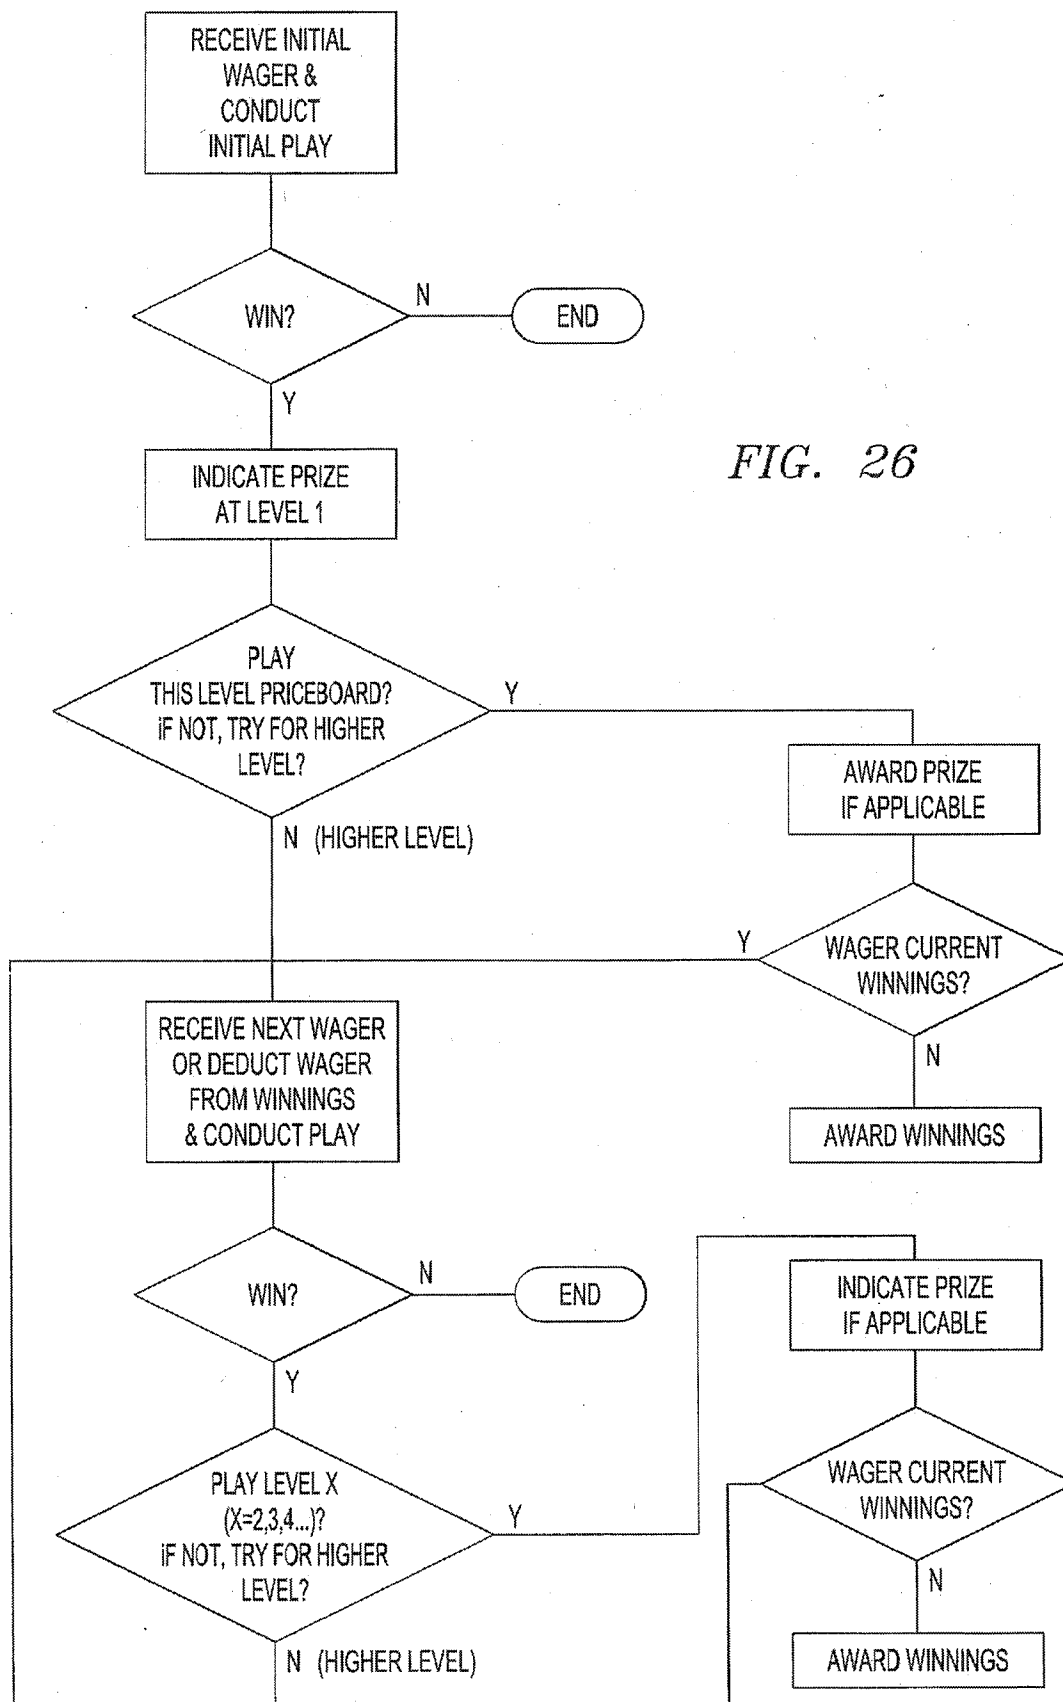 RECEIVE INITIAL
WAGER &
CONDUCT
INITIAL PLAY
WIN?
N
END
Y
INDICATE PRIZE
AT LEVEL 1
FIG. 26
PLAY
THIS LEVEL PRICEBOARD?
IF NOT, TRY FOR HIGHER
LEVEL?
Y
N (HIGHER LEVEL)
AWARD PRIZE
IF APPLICABLE
WAGER CURRENT
WINNINGS?
Y
N
AWARD WINNINGS
RECEIVE NEXT WAGER
OR DEDUCT WAGER
FROM WINNINGS
& CONDUCT PLAY
WIN?
N
END
Y
PLAY LEVEL X
(X=2,3,4...)?
IF NOT, TRY FOR HIGHER
LEVEL?
Y
N (HIGHER LEVEL)
INDICATE PRIZE
IF APPLICABLE
WAGER CURRENT
WINNINGS?
N
AWARD WINNINGS